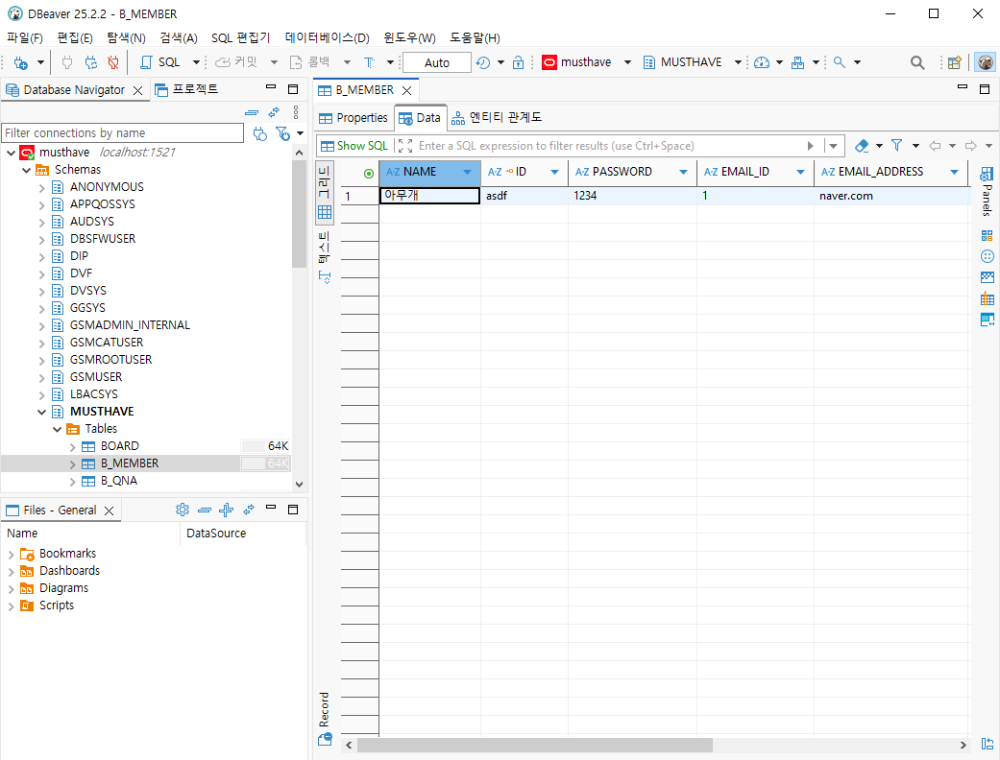 DBeaver 25.2.2 - B_MEMBER
파일(F) 편집(E) 탐색(N) 검색(A) SQL 편집기 데이터베이스(D) 윈도우(W) 도움말(H)
SQL 커밋 롤백 T Auto musthave MUSTHAVE
Database Navigator 프로젝트
Filter connections by name
musthave localhost:1521
Schemas
ANONYMOUS
APPQOSSYS
AUDSYS
DBSFWUSER
DIP
DVF
DVSYS
GGSYS
GSMADMIN_INTERNAL
GSMCATUSER
GSMROOTUSER
GSMUSER
LBACSYS
MUSTHAVE
Tables
BOARD 64K
B_MEMBER 64K
B_QNA
Files - General
Name DataSource
Bookmarks
Dashboards
Diagrams
Scripts
B_MEMBER
Properties Data 엔티티 관계도
Show SQL Enter a SQL expression to filter results (use Ctrl+Space)
그리드
텍스트
Record
A-Z NAME A-Z ID A-Z PASSWORD A-Z EMAIL_ID A-Z EMAIL_ADDRESS
1 아무개 asdf 1234 1 naver.com
Panels